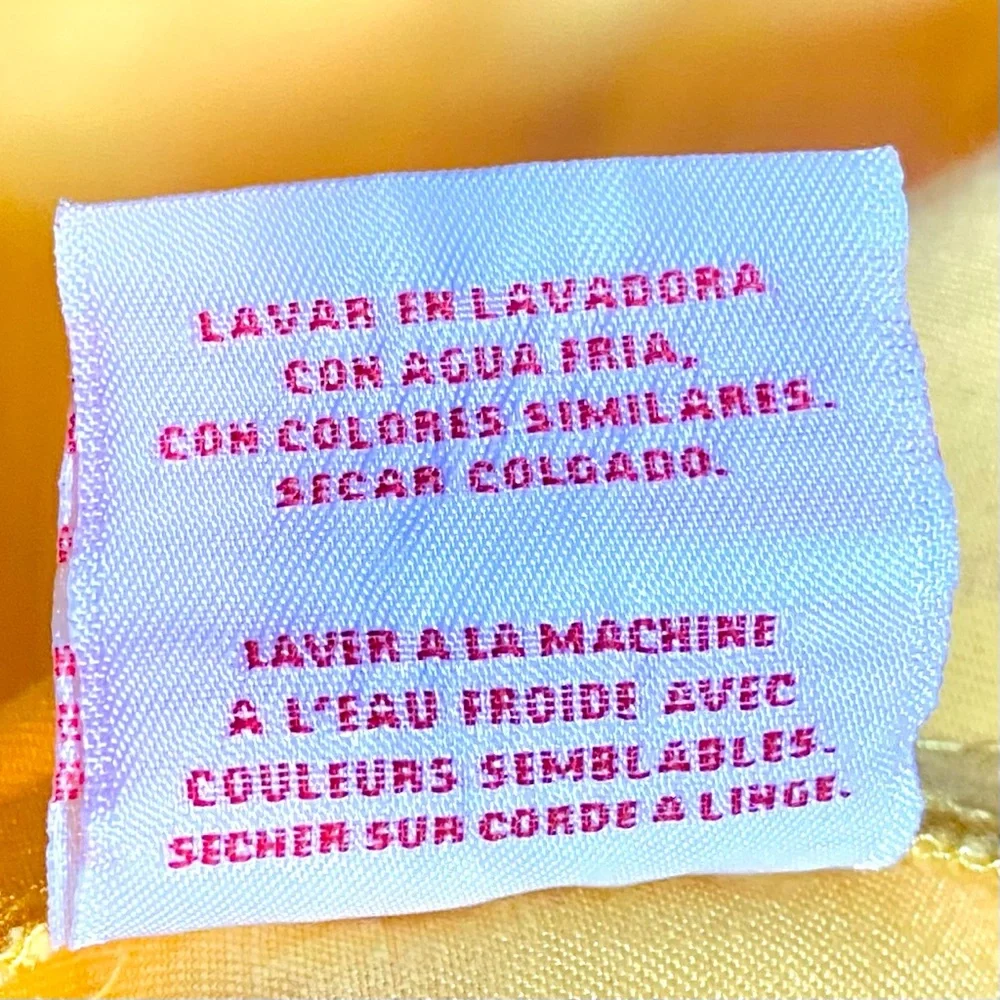 LAVAR EN LAVADORA
CON AGUA FRIA,
CON COLORES SIMILARES.
SECAR COLGADO.
LAVER A LA MACHINE
A L'EAU FROIDE AVEC
COULEURS SEMBLABLES.
SECHER SUR CORDE A LINGE.